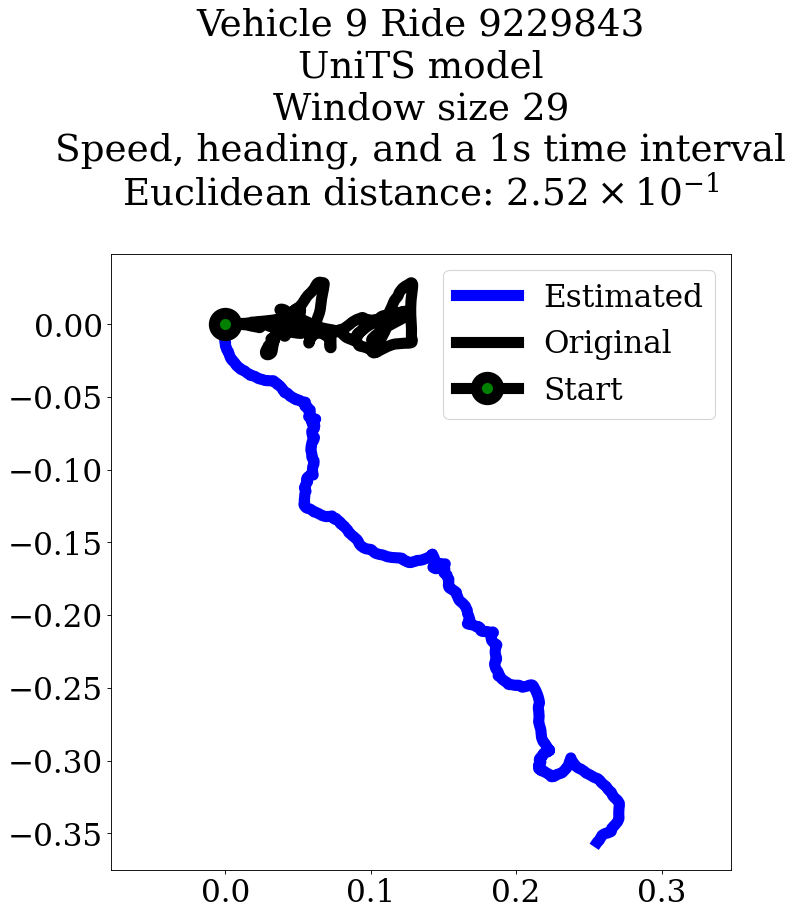 Vehicle 9 Ride 9229843
UniTS model
Window size 29
Speed, heading, and a 1s time interval
Euclidean distance: 2.52 × 10⁻¹
Estimated
Original
Start
0.00
−0.05
−0.10
−0.15
−0.20
−0.25
−0.30
−0.35
0.0 0.1 0.2 0.3